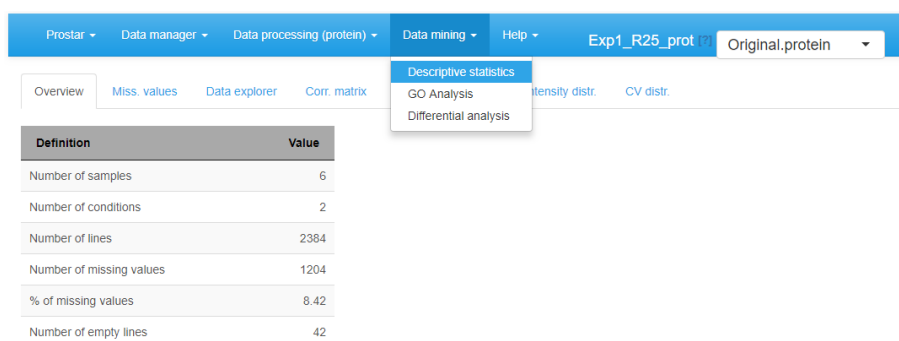 Prostar Data manager Data processing (protein) Data mining Help Exp1_R25_prot [?] Original.protein
Descriptive statistics
GO Analysis
Differential analysis
Overview Miss. values Data explorer Corr. matrix distr. CV distr.
Definition Value
Number of samples 6
Number of conditions 2
Number of lines 2384
Number of missing values 1204
% of missing values 8.42
Number of empty lines 42